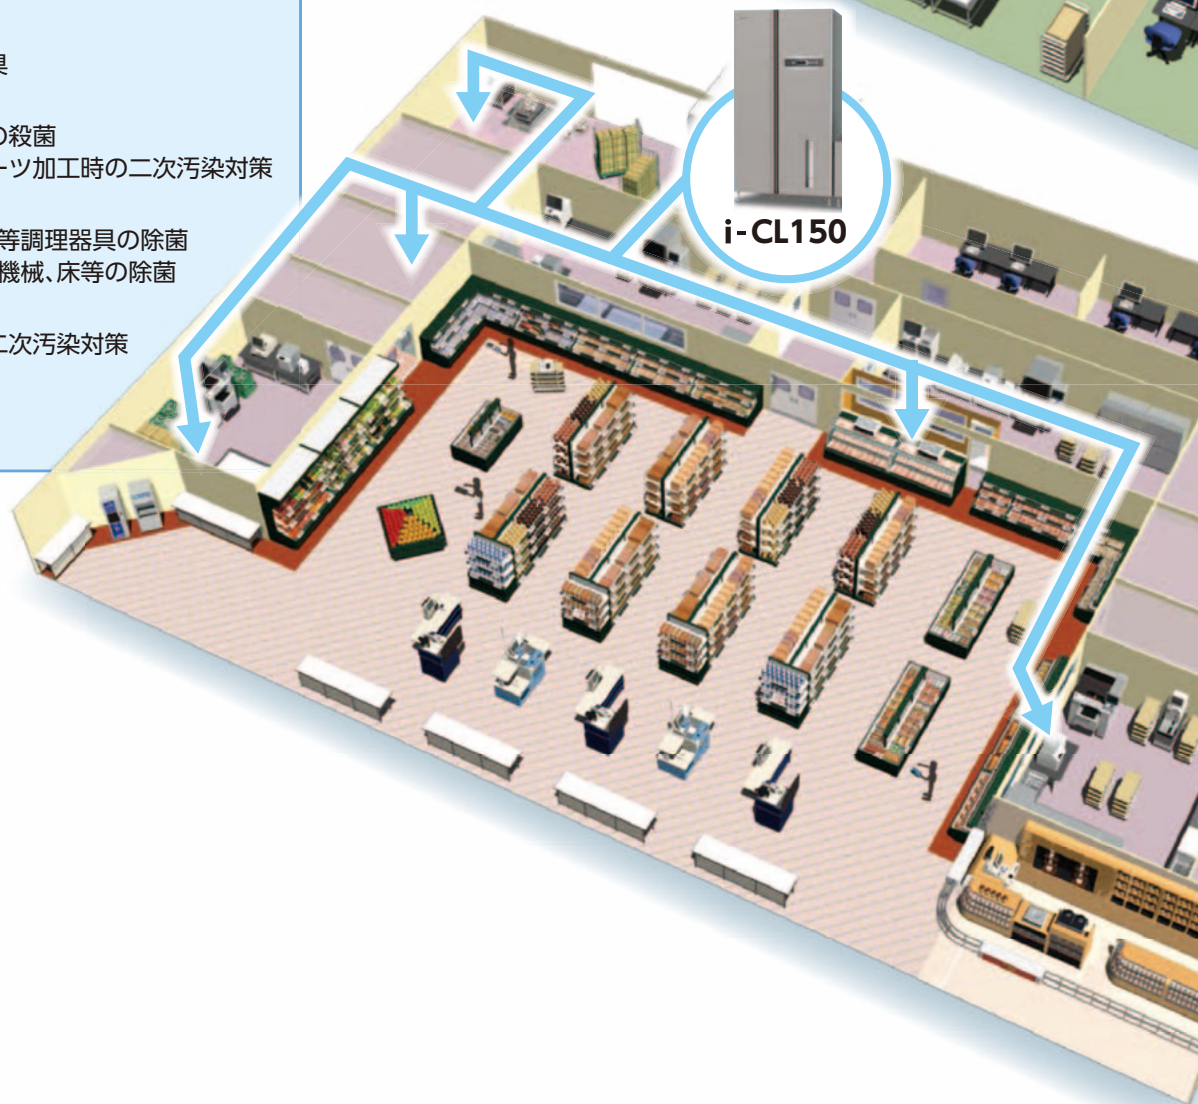 の殺菌
ーツ加工時の二次汚染対策
等調理器具の除菌
機械、床等の除菌
二次汚染対策
i-CL150